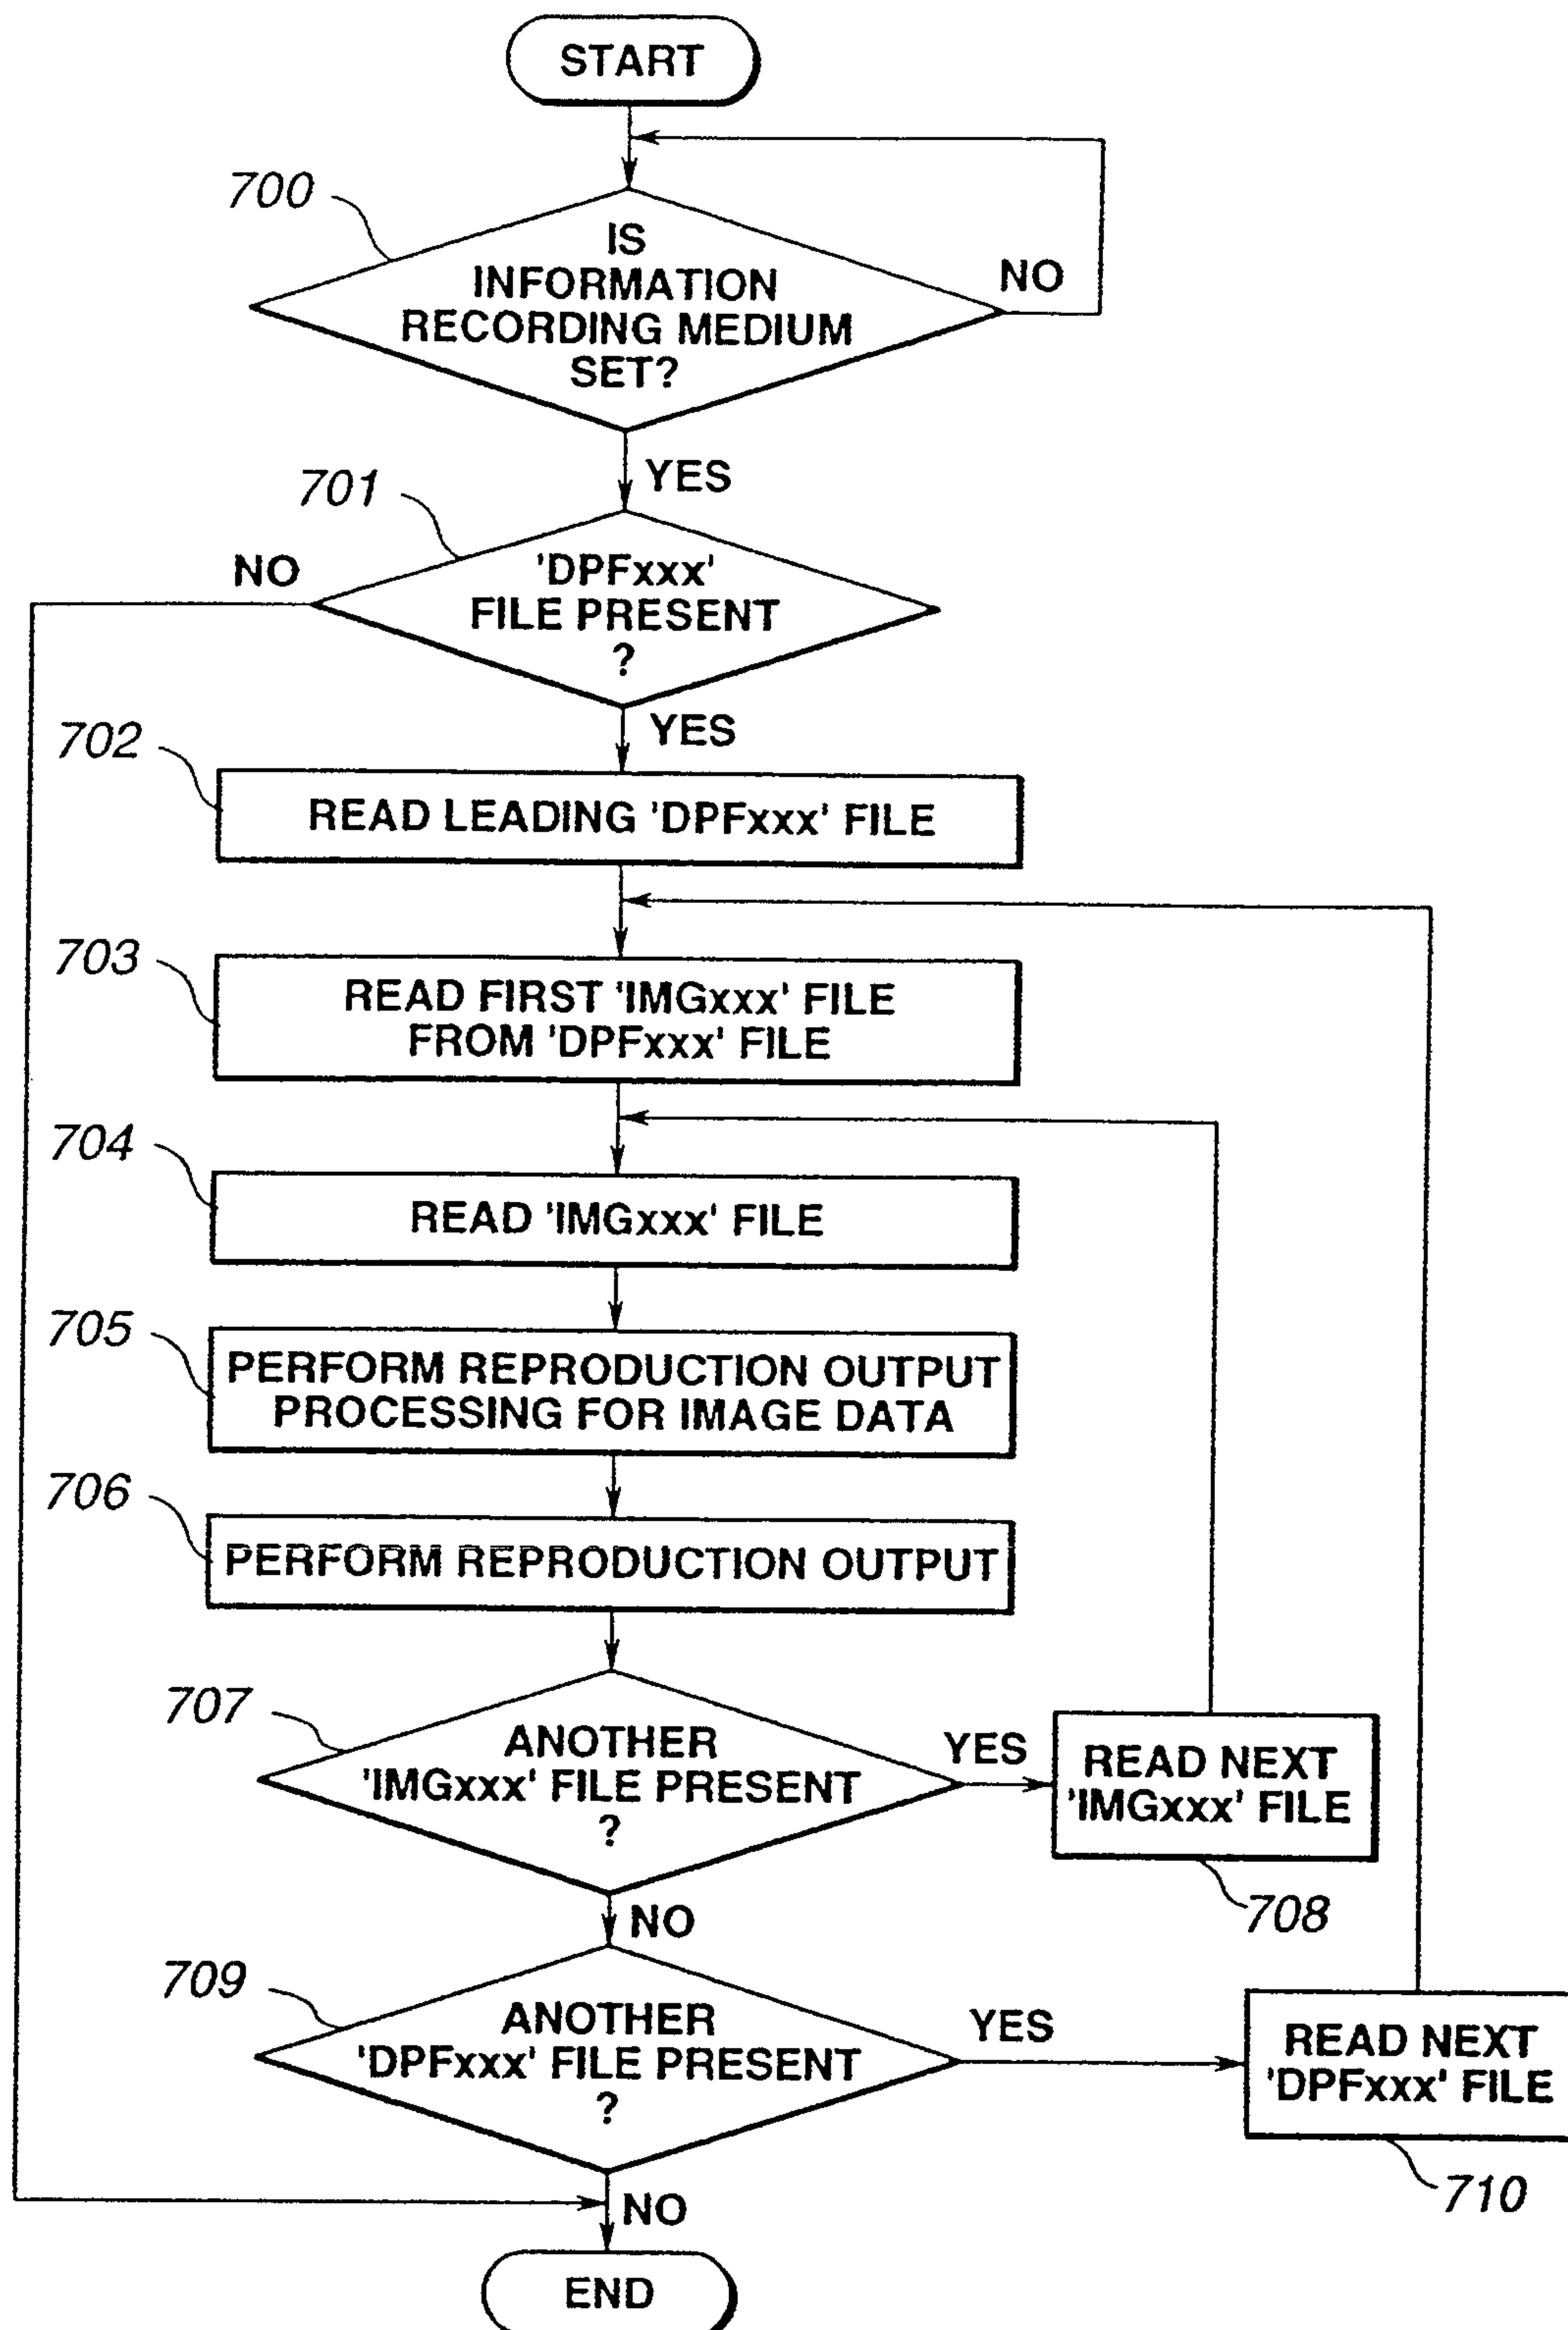 START
700
IS
INFORMATION
RECORDING MEDIUM
SET?
NO
YES
701
NO
'DPFxxx'
FILE PRESENT
?
YES
702
READ LEADING 'DPFxxx' FILE
703
READ FIRST 'IMGxxx' FILE
FROM 'DPFxxx' FILE
704
READ 'IMGxxx' FILE
705
PERFORM REPRODUCTION OUTPUT
PROCESSING FOR IMAGE DATA
706
PERFORM REPRODUCTION OUTPUT
707
ANOTHER
'IMGxxx' FILE PRESENT
?
YES
READ NEXT
'IMGxxx' FILE
708
NO
709
ANOTHER
'DPFxxx' FILE PRESENT
?
YES
READ NEXT
'DPFxxx' FILE
710
NO
END